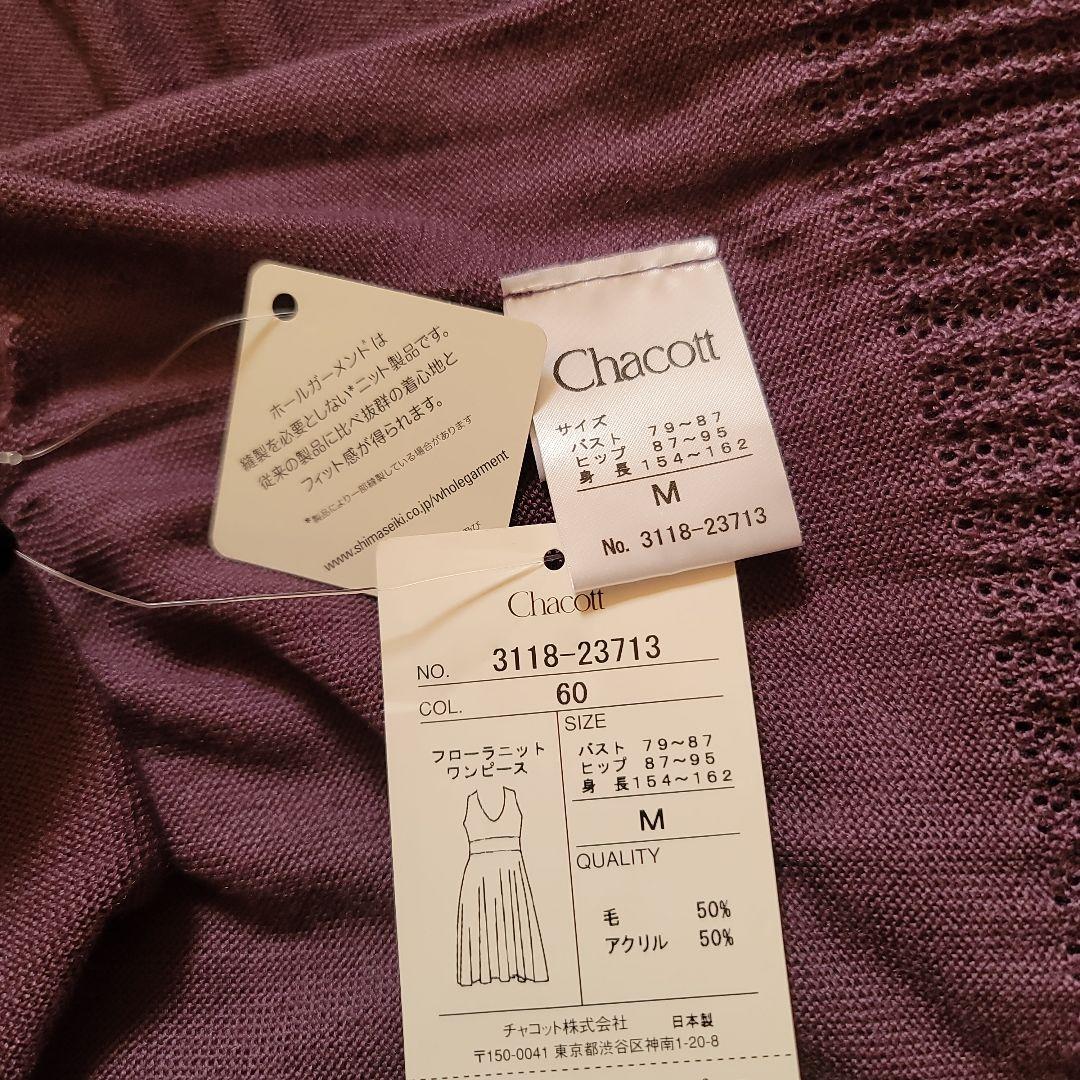 ホールガーメンドは
縫製を必要としない*ニット製品です。
従来の製品に比べ抜群の着心地と
フィット感が得られます。
*製品により一部縫製している場合があります
www.shimaseiki.co.jp/wholegarment
Chacott
サイズ
バスト 79~87
ヒップ 87~95
身長 154~162
M
No. 3118-23713
Chacott
NO. 3118-23713
COL. 60
フローラニット
ワンピース
SIZE
バスト 79~87
ヒップ 87~95
身長 154~162
M
QUALITY
毛 50%
アクリル 50%
チャコット株式会社 日本製
〒150-0041 東京都渋谷区神南1-20-8